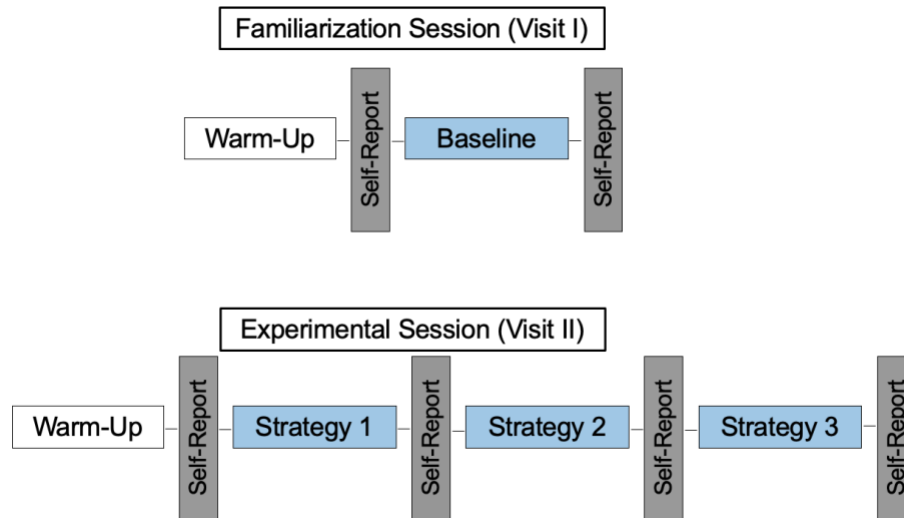 Familiarization Session (Visit I)
Warm-Up
Self-Report
Baseline
Self-Report
Experimental Session (Visit II)
Warm-Up
Self-Report
Strategy 1
Self-Report
Strategy 2
Self-Report
Strategy 3
Self-Report